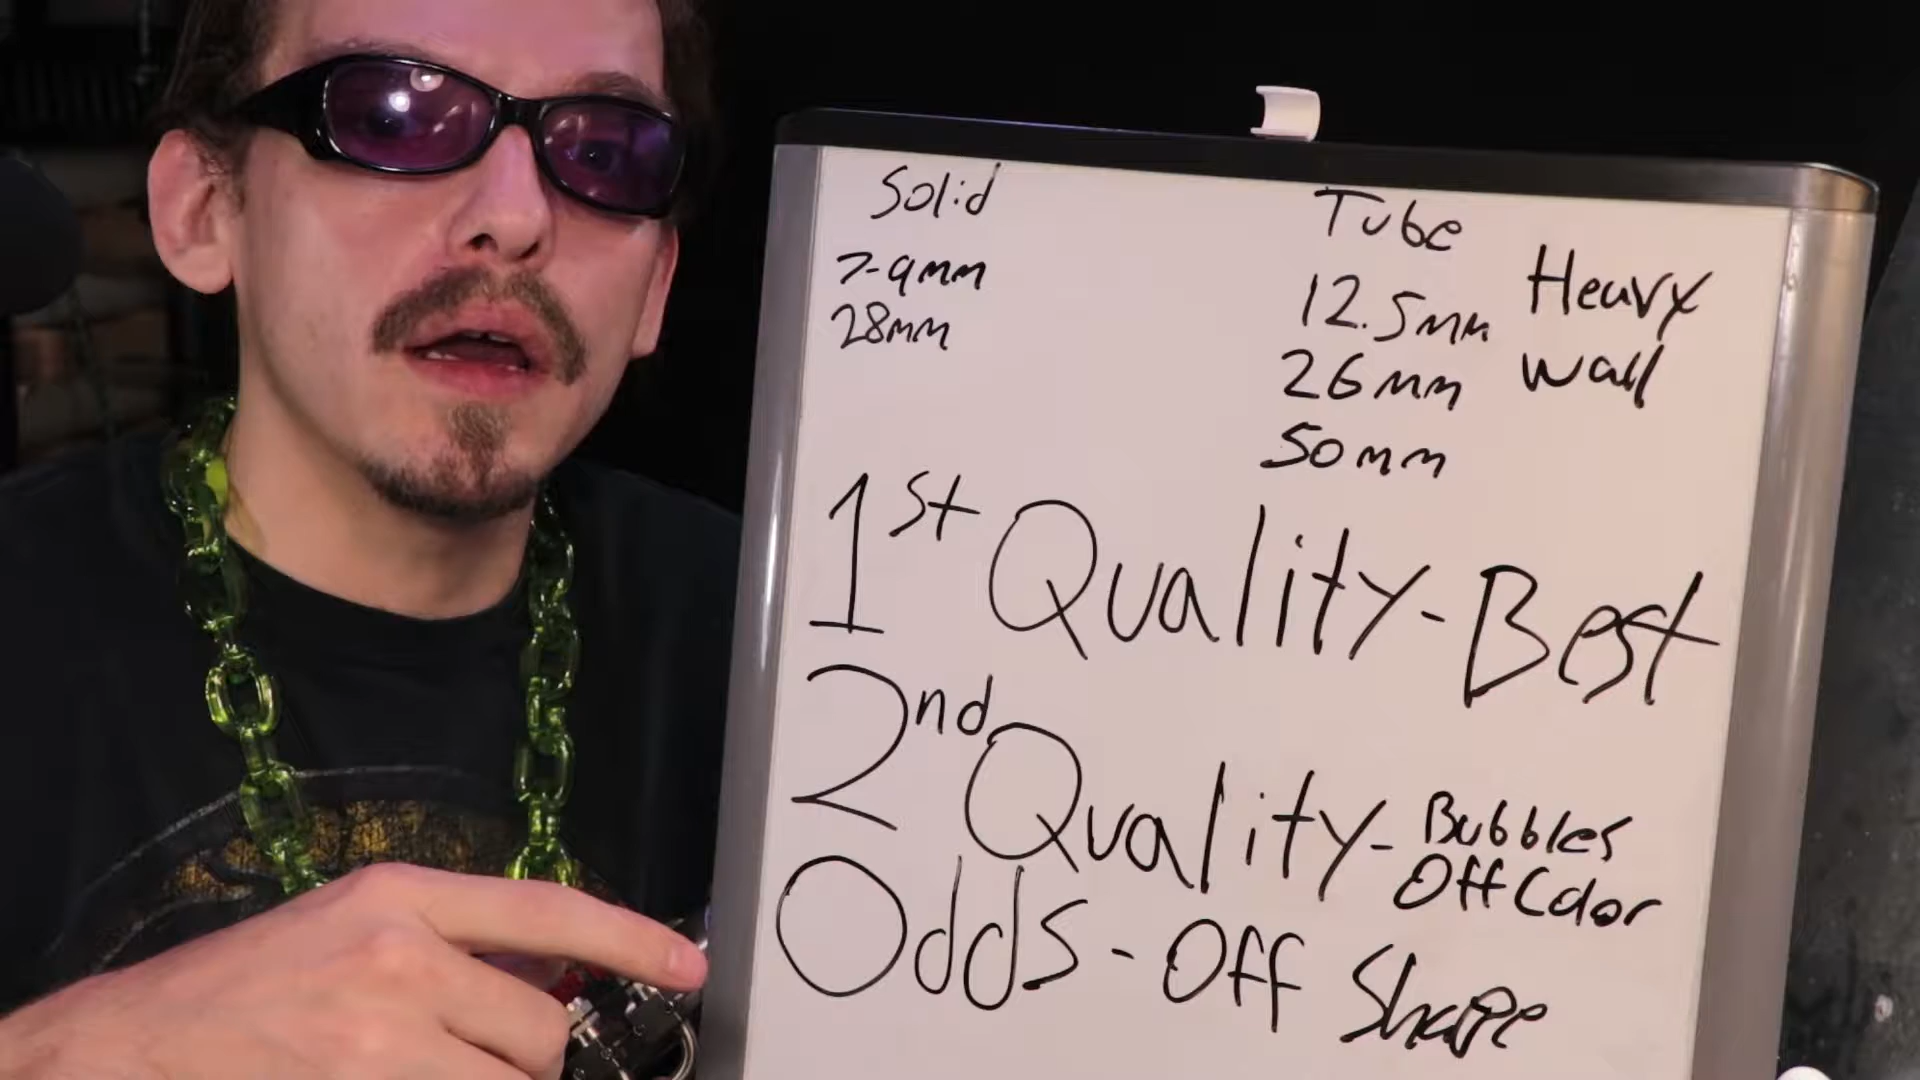 Solid
7-9mm
28mm
Tube
12.5mm
26mm
50mm
Heavy
Wall
1st Quality - Best
2nd Quality - Bubbles
Off Color
Odds - Off Shape